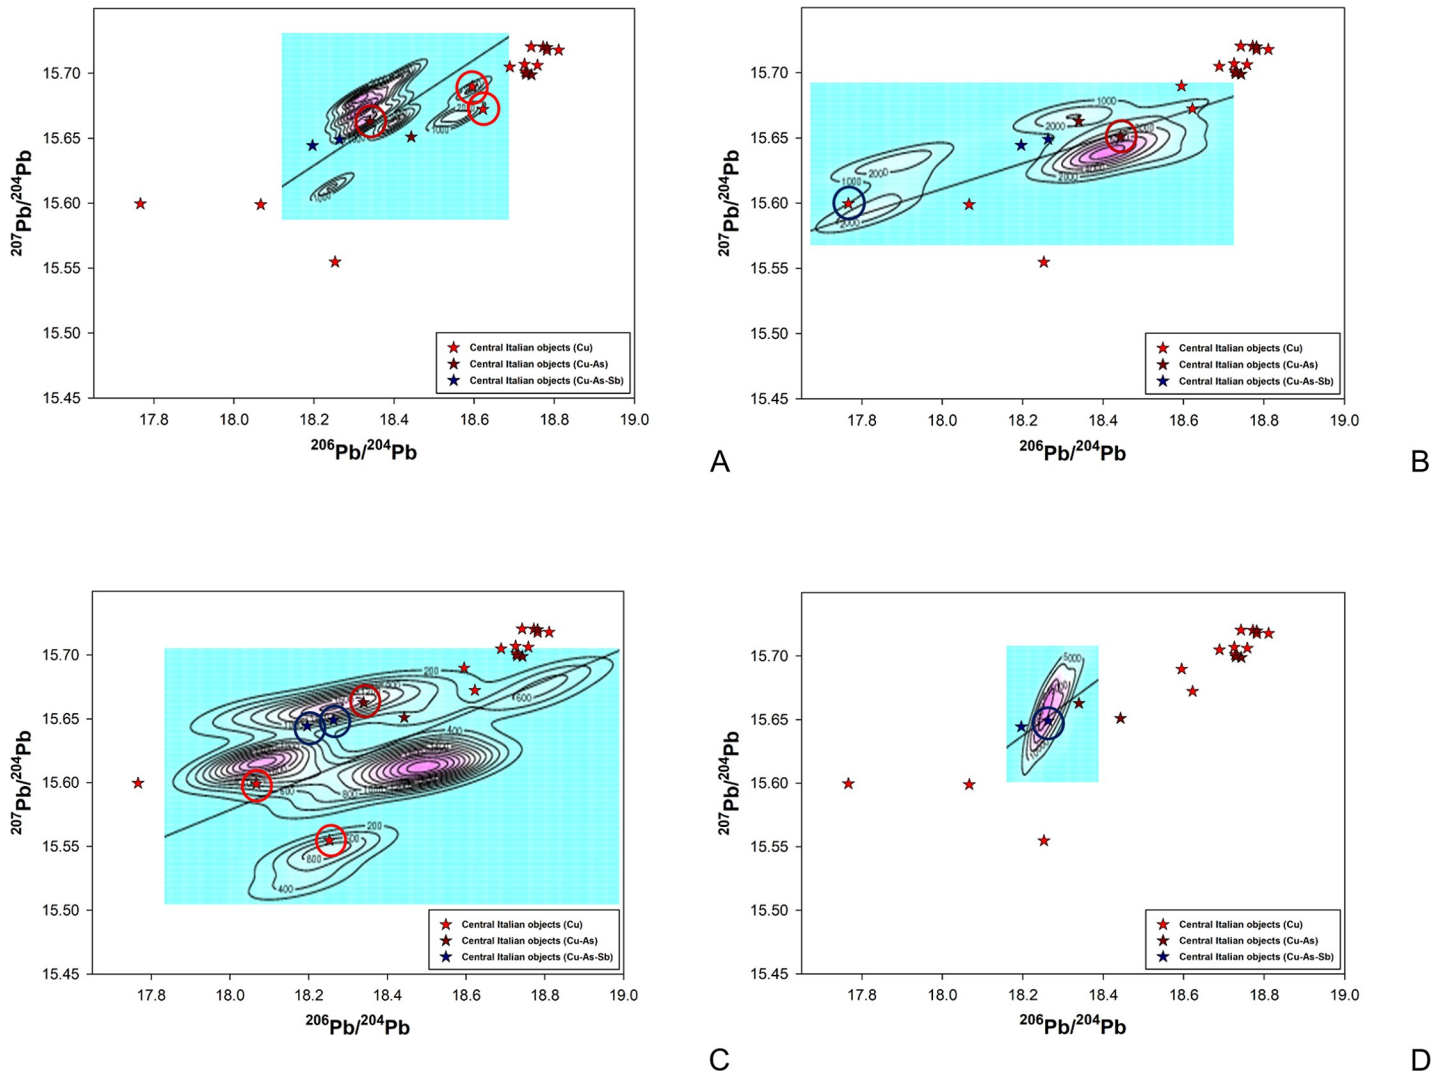 15.70
15.65
15.60
15.55
15.50
15.45
207Pb/204Pb
1000
2000
1000
1000
Central Italian objects (Cu)
Central Italian objects (Cu-As)
Central Italian objects (Cu-As-Sb)
17.8 18.0 18.2 18.4 18.6 18.8 19.0
206Pb/204Pb
A
15.70
15.65
15.60
15.55
15.50
15.45
207Pb/204Pb
1000
2000
2000
1000
2000
4000
2000
Central Italian objects (Cu)
Central Italian objects (Cu-As)
Central Italian objects (Cu-As-Sb)
17.8 18.0 18.2 18.4 18.6 18.8 19.0
206Pb/204Pb
B
15.70
15.65
15.60
15.55
15.50
15.45
207Pb/204Pb
200
600
400
600
800
200
800
400
Central Italian objects (Cu)
Central Italian objects (Cu-As)
Central Italian objects (Cu-As-Sb)
17.8 18.0 18.2 18.4 18.6 18.8 19.0
206Pb/204Pb
C
15.70
15.65
15.60
15.55
15.50
15.45
207Pb/204Pb
5000
Central Italian objects (Cu)
Central Italian objects (Cu-As)
Central Italian objects (Cu-As-Sb)
17.8 18.0 18.2 18.4 18.6 18.8 19.0
206Pb/204Pb
D